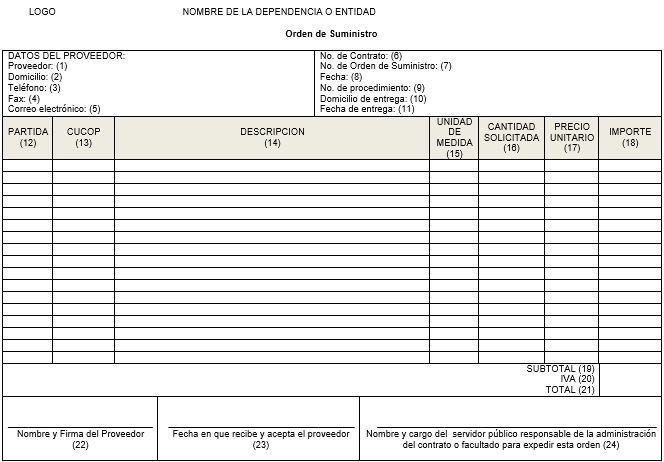 LOGO NOMBRE DE LA DEPENDENCIA O ENTIDAD
Orden de Suministro
DATOS DEL PROVEEDOR:
Proveedor: (1)
Domicilio: (2)
Teléfono: (3)
Fax: (4)
Correo electrónico: (5)
No. de Contrato: (6)
No. de Orden de Suministro: (7)
Fecha: (8)
No. de procedimiento: (9)
Domicilio de entrega: (10)
Fecha de entrega: (11)
PARTIDA
(12)
CUCOP
(13)
DESCRIPCION
(14)
UNIDAD
DE
MEDIDA
(15)
CANTIDAD
SOLICITADA
(16)
PRECIO
UNITARIO
(17)
IMPORTE
(18)
SUBTOTAL (19)
IVA (20)
TOTAL (21)
Nombre y Firma del Proveedor
(22)
Fecha en que recibe y acepta el proveedor
(23)
Nombre y cargo del servidor público responsable de la administración
del contrato o facultado para expedir esta orden (24)